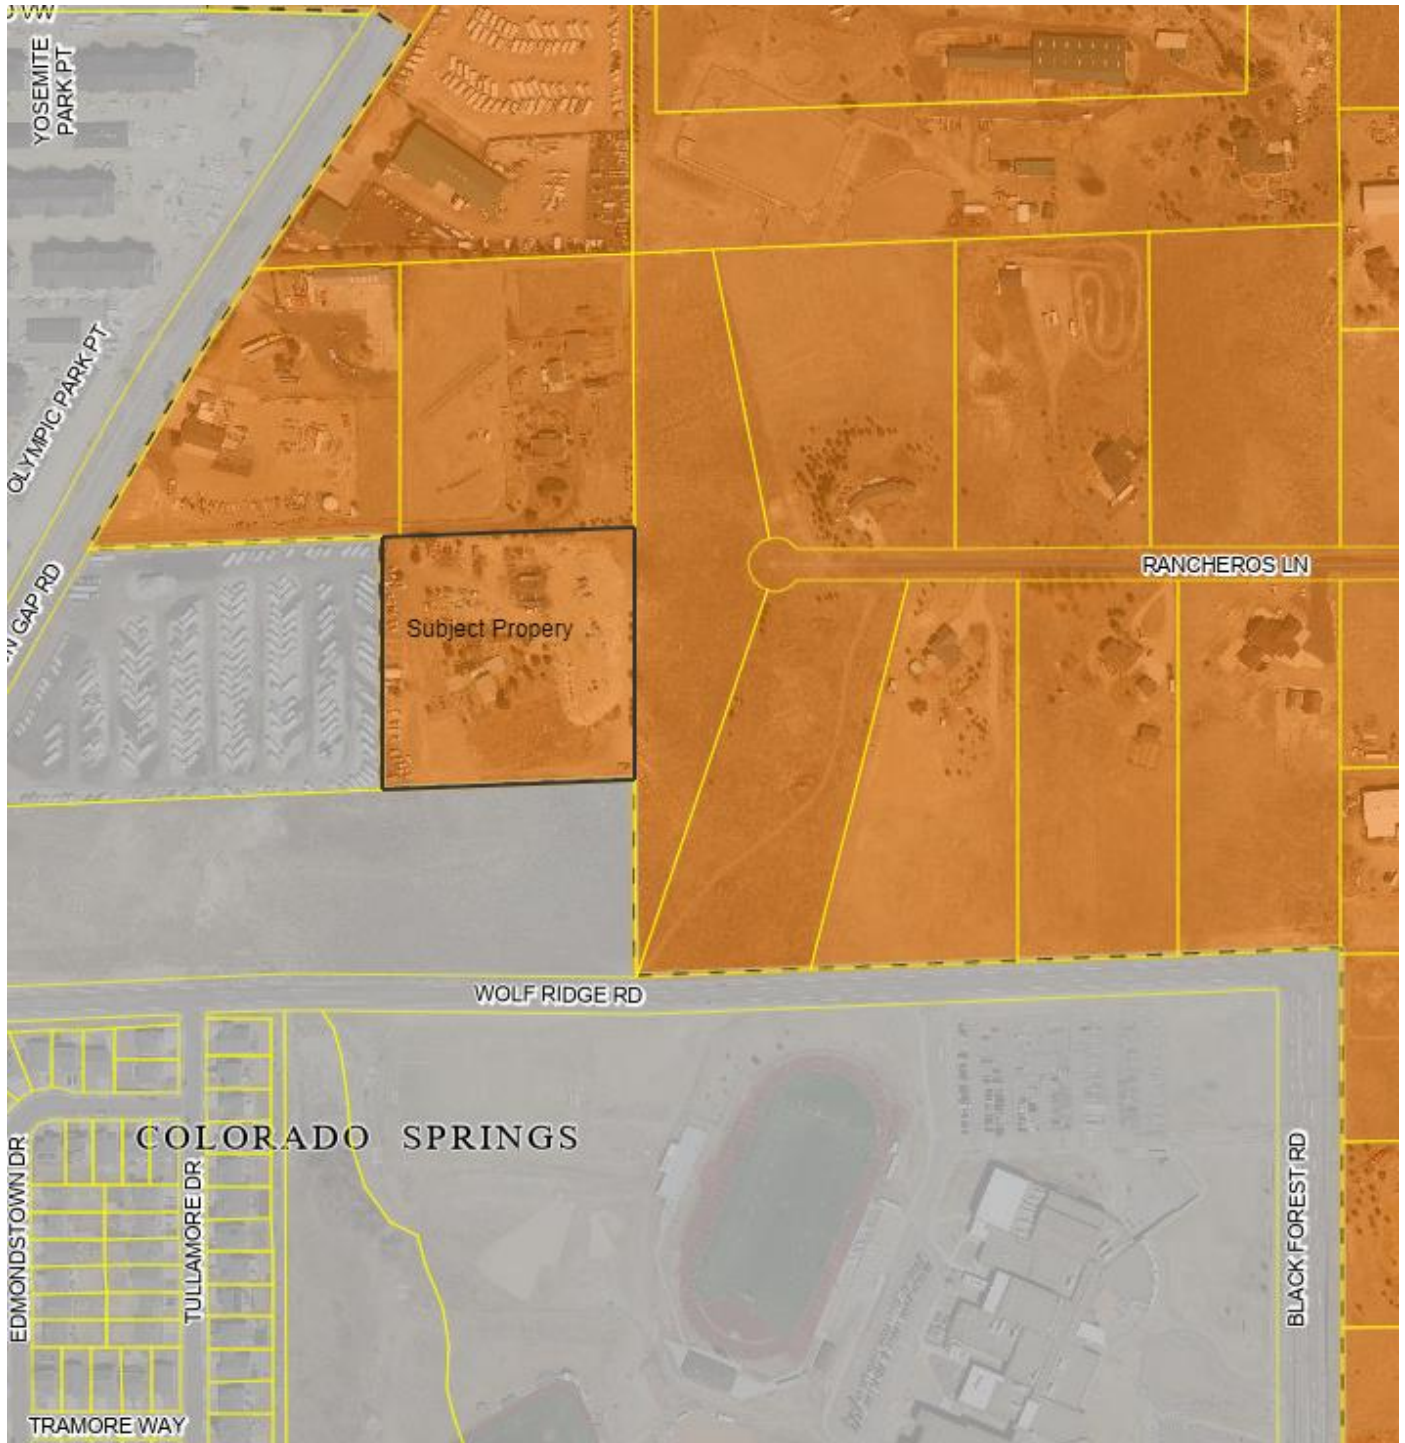 YOSEMITE
PARK PT
OLYMPIC PARK PT
GAP RD
Subject Propery
RANCHEROS LN
WOLF RIDGE RD
COLORADO SPRINGS
EDMONDSTOWN DR
TULLAMORE DR
BLACK FOREST RD
TRAMORE WAY